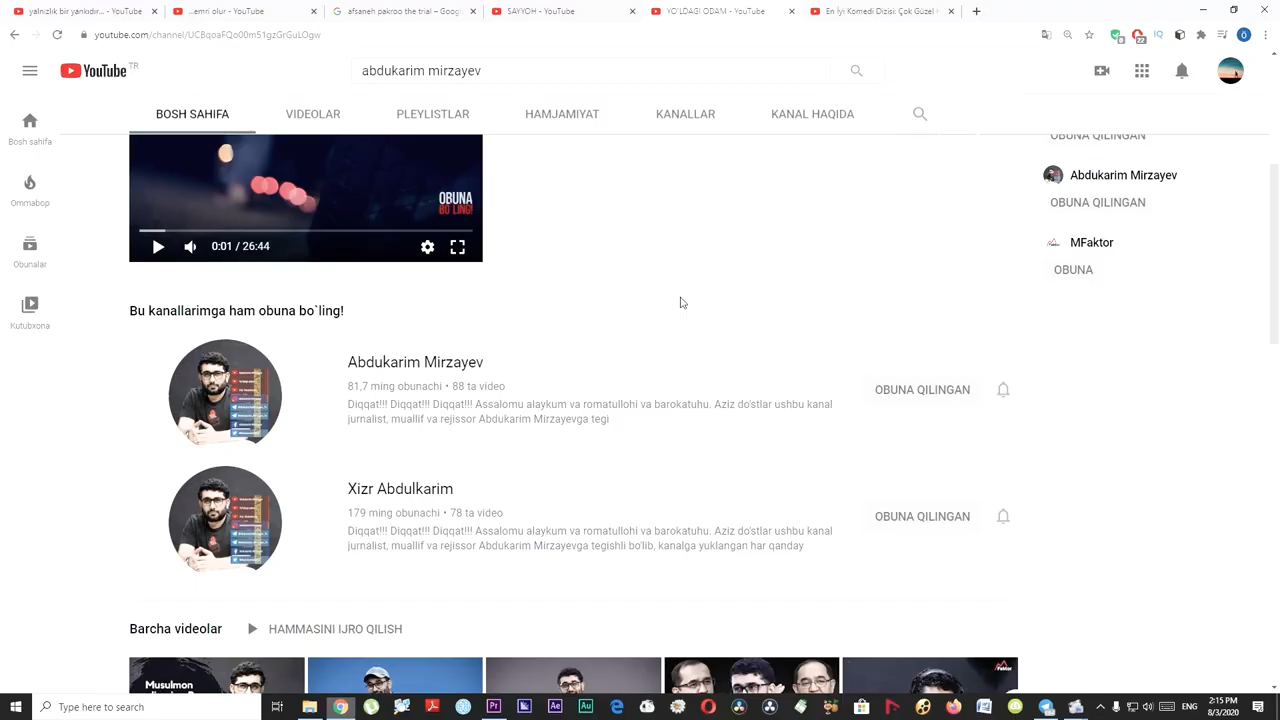 yalnızlık bir yankıdır... - YouTube
...emri olur - YouTube
afsaneh pakroo the trial – Googl
SAYYOH - YouTube
YO'LDAGI ODAM - YouTube
En İyi Komedi Dizisi: Çok Güzel H
youtube.com/channel/UCBqoaFQo00m51gzGrGuLOgw
YouTube TR
abdukarim mirzayev
BOSH SAHIFA
VIDEOLAR
PLEYLISTLAR
HAMJAMIYAT
KANALLAR
KANAL HAQIDA
Bosh sahifa
Ommabop
Obunalar
Kutubxona
OBUNA
BO`LING!
0:01 / 26:44
OBUNA QILINGAN
Abdukarim Mirzayev
OBUNA QILINGAN
MFaktor
OBUNA
Bu kanallarimga ham obuna bo`ling!
Abdukarim Mirzayev
81,7 ming obunachi • 88 ta video
Diqqat!!! Diqqat!!! Diqqat!!! Assalomu alaykum va romatullohi va barokatuhu. Aziz do'stlar ushbu kanal
jurnalist, muallif va rejissor Abdukarim Mirzayevga tegi
OBUNA QILINGAN
Xizr Abdulkarim
179 ming obunachi • 78 ta video
Diqqat!!! Diqqat!!! Diqqat!!! Assalomu alaykum va romatullohi va barokatuhu. Aziz do'stlar ushbu kanal
jurnalist, muallif va rejissor Abdukarim Mirzayevga tegishli bo'lib, kanalga yuklangan har qanday
OBUNA QILINGAN
Barcha videolar
HAMMASINI IJRO QILISH
Musulmon
Faktor
Type here to search
ENG
2:15 PM
8/3/2020